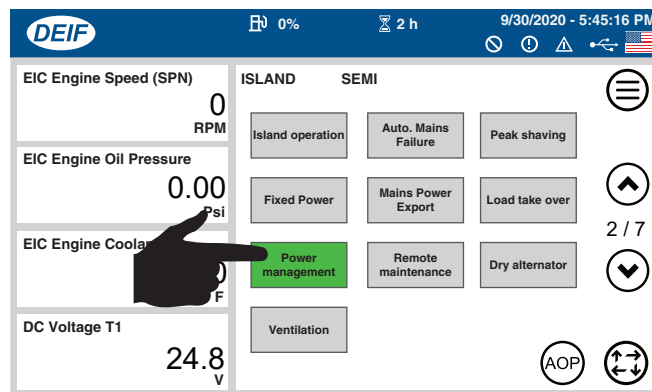 DEIF
0%
2 h
9/30/2020 - 5:45:16 PM
EIC Engine Speed (SPN)
0
RPM
EIC Engine Oil Pressure
0.00
Psi
EIC Engine
F
DC Voltage T1
24.8
V
ISLAND SEMI
Island operation
Auto. Mains
Failure
Peak shaving
Fixed Power
Mains Power
Export
Load take over
Power
management
Remote
maintenance
Dry alternator
Ventilation
2 / 7
AOP